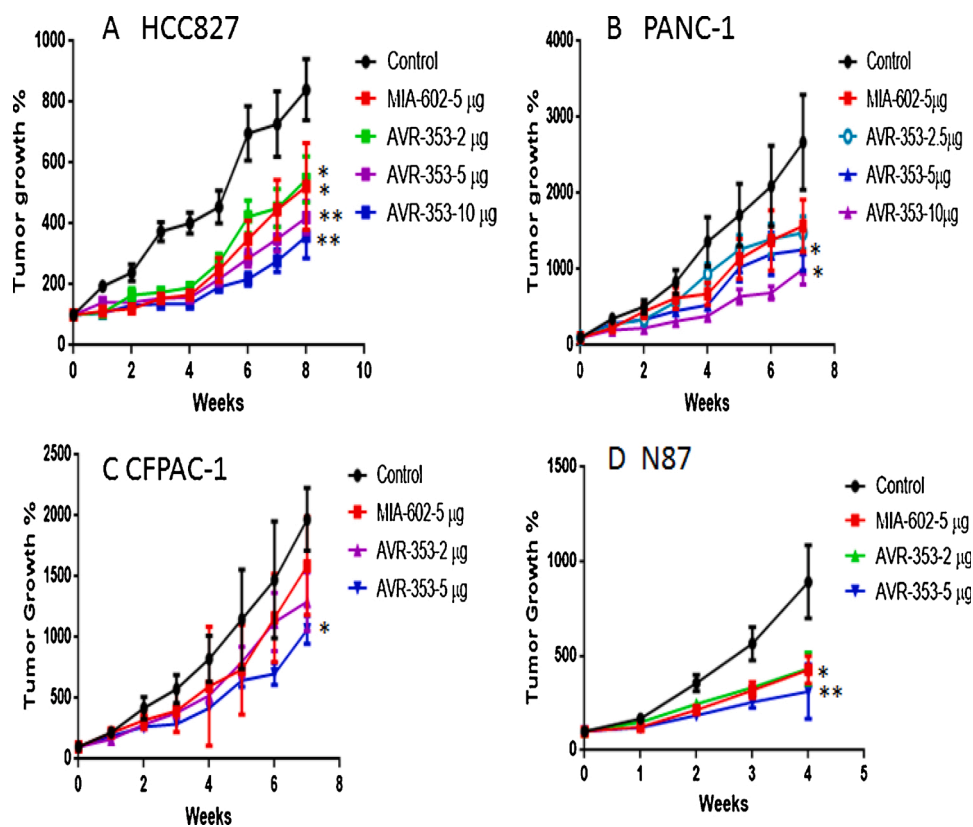 A HCC827
Tumor growth %
1000
800
600
400
200
0
0 2 4 6 8 10
Weeks
Control
MIA-602-5 µg
AVR-353-2 µg
AVR-353-5 µg
AVR-353-10 µg
*
*
**
**
B PANC-1
Tumor growth %
4000
3000
2000
1000
0
0 2 4 6 8
Weeks
Control
MIA-602-5µg
AVR-353-2.5µg
AVR-353-5µg
AVR-353-10µg
*
*
C CFPAC-1
Tumor Growth %
2500
2000
1500
1000
500
0
0 2 4 6 8
Weeks
Control
MIA-602-5 µg
AVR-353-2 µg
AVR-353-5 µg
*
D N87
Tumor Growth %
1500
1000
500
0
0 1 2 3 4 5
Weeks
Control
MIA-602-5 µg
AVR-353-2 µg
AVR-353-5 µg
*
**